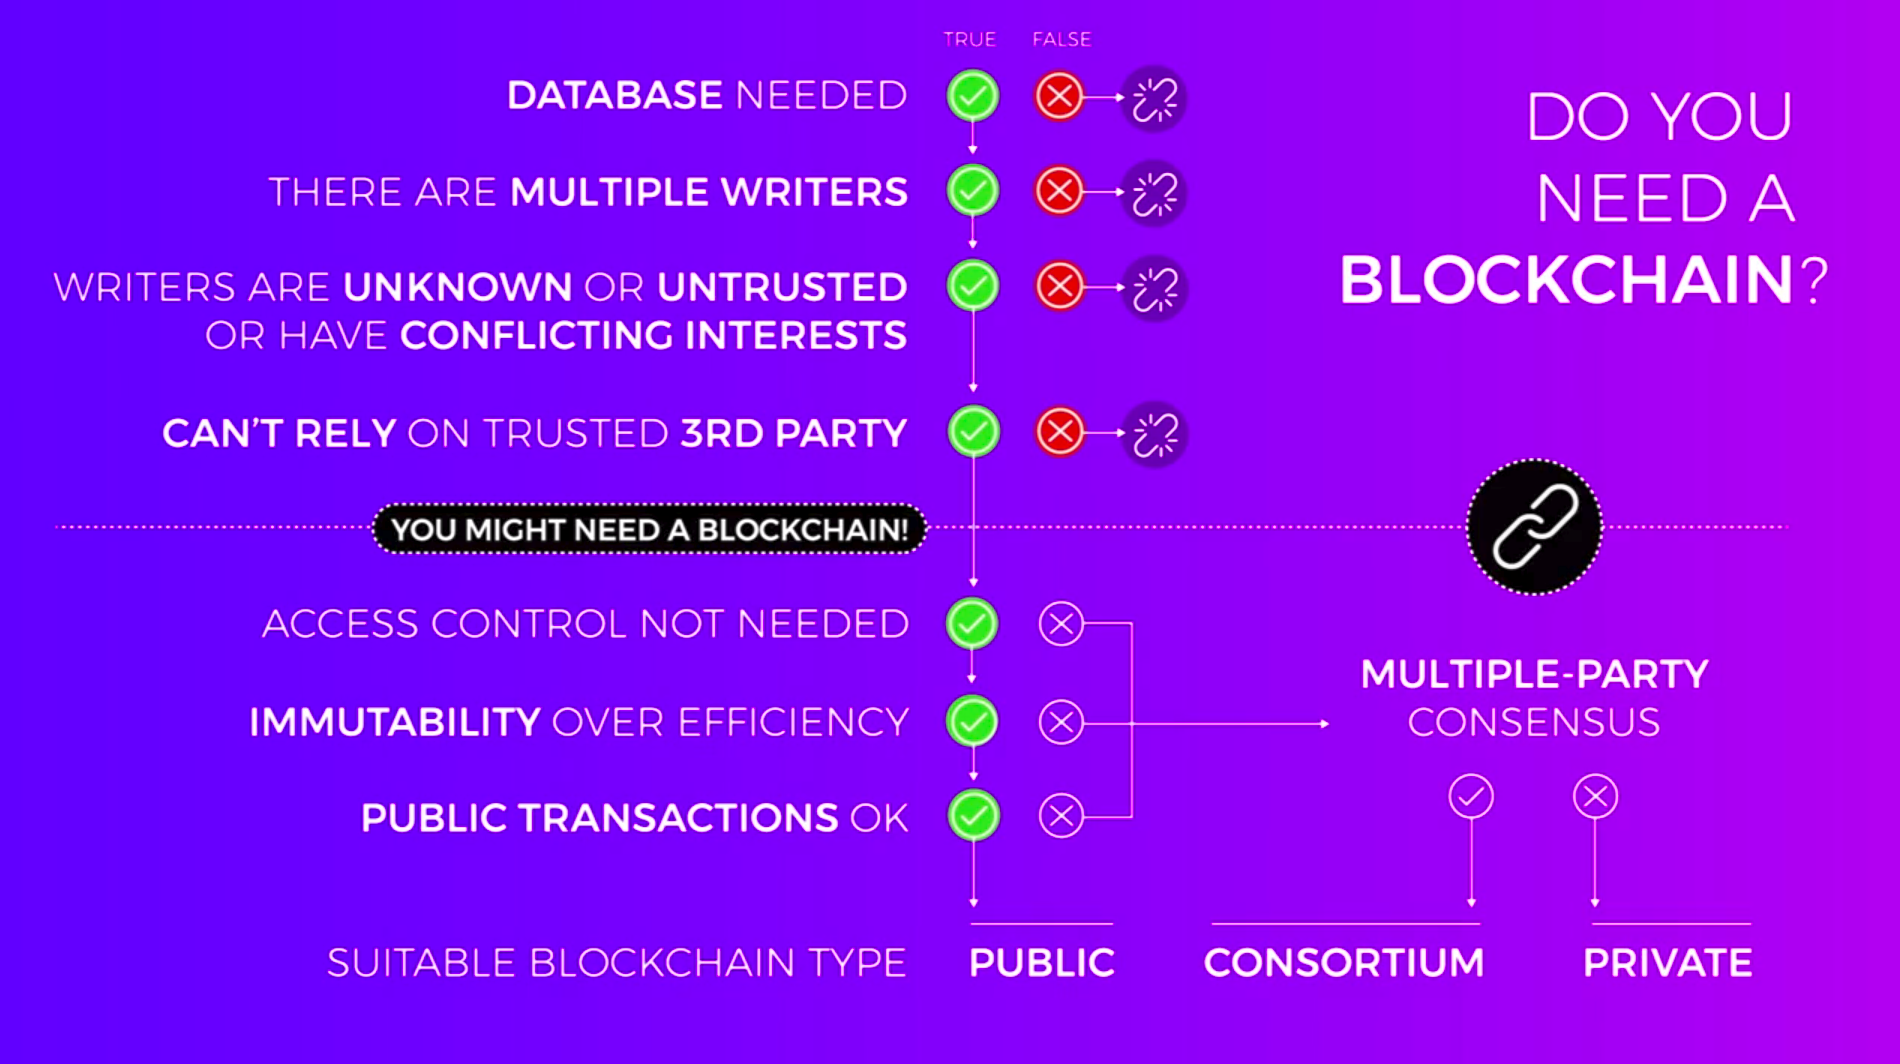 TRUE FALSE
DATABASE NEEDED
THERE ARE MULTIPLE WRITERS
WRITERS ARE UNKNOWN OR UNTRUSTED
OR HAVE CONFLICTING INTERESTS
CAN'T RELY ON TRUSTED 3RD PARTY
DO YOU
NEED A
BLOCKCHAIN?
YOU MIGHT NEED A BLOCKCHAIN!
ACCESS CONTROL NOT NEEDED
IMMUTABILITY OVER EFFICIENCY
PUBLIC TRANSACTIONS OK
MULTIPLE-PARTY
CONSENSUS
SUITABLE BLOCKCHAIN TYPE PUBLIC CONSORTIUM PRIVATE